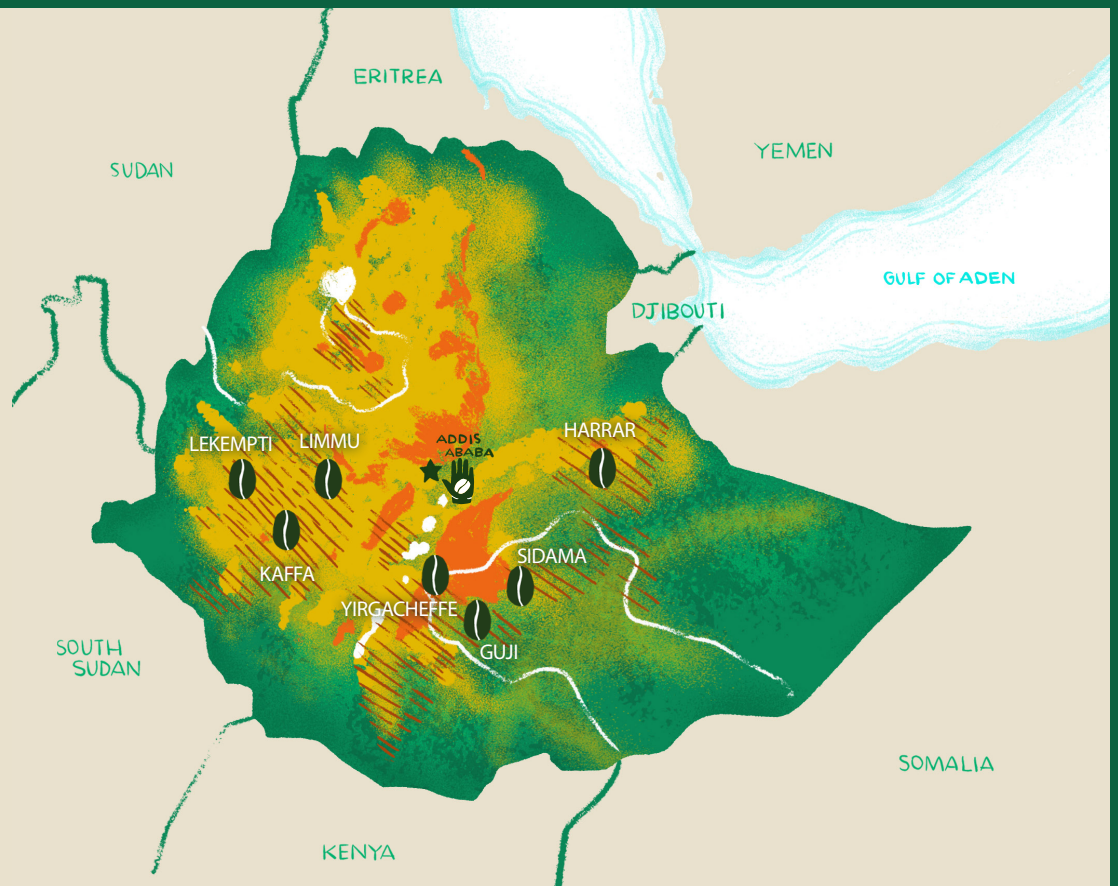 ERITREA
YEMEN
SUDAN
GULF OF ADEN
DJIBOUTI
HARRAR
ADDIS
ABABA
LEKEMPTI
LIMMU
SIDAMA
KAFFA
YIRGACHEFFE
GUJI
SOUTH
SUDAN
SOMALIA
KENYA